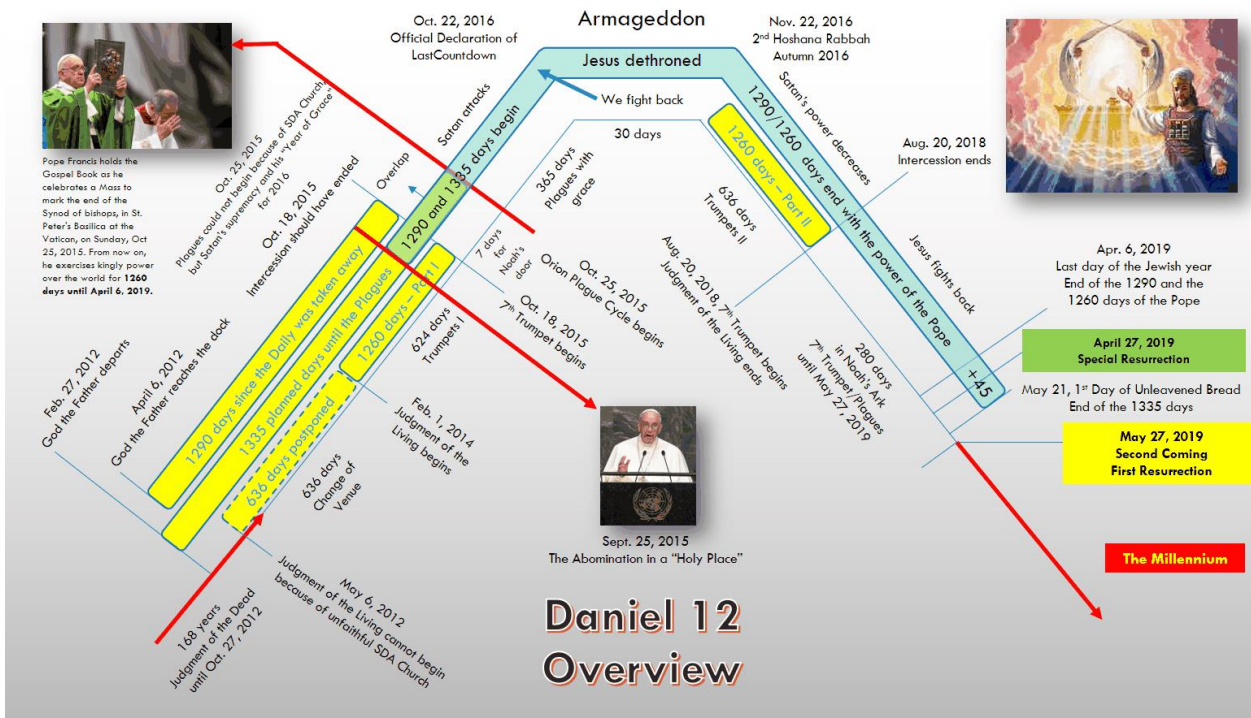 Oct. 22, 2016
Official Declaration of
LastCountdown
Armageddon
Nov. 22, 2016
2nd Hoshana Rabbah
Autumn 2016
Jesus dethroned
We fight back
30 days
Satan attacks
Satan's power decreases
Aug. 20, 2018
Intercession ends
Pope Francis holds the
Gospel Book as he
celebrates a Mass to
mark the end of the
Synod of bishops, in St.
Peter's Basilica at the
Vatican, on Sunday, Oct
25, 2015. From now on,
he exercises kingly power
over the world for 1260
days until April 6, 2019.
Oct. 25, 2015
Plagues could not begin because of SDA Church,
but Satan's supremacy and his "Year of Grace"
for 2016
Oct. 18, 2015
Intercession should have ended
Overlap
1290 and 1335 days begin
1290 days since the Daily was taken away
1335 planned days until the Plagues
1260 days – Part I
636 days postponed
Feb. 27, 2012
God the Father departs
April 6, 2012
God the Father reaches the dock
365 days
Plagues with
grace
7 days
for
Noah's
door
Oct. 25, 2015
Orion Plague Cycle begins
Oct. 18, 2015
7th Trumpet begins
624 days
Trumpets I
Feb. 1, 2014
Judgment of the
Living begins
636 days
Change of
Venue
May 6, 2012
Judgment of the Living cannot begin
because of unfaithful SDA Church
168 years
Judgment of the Dead
until Oct. 27, 2012
1260 days – Part II
636 days
Trumpets II
1290/1260 days end with the power of the Pope
Jesus fights back
+45
Aug. 20, 2018, 7th Trumpet begins
Judgment of the Living ends
280 days
in Noah's Ark
7th Trumpet/Plagues
until May 27, 2019
Apr. 6, 2019
Last day of the Jewish year
End of the 1290 and the
1260 days of the Pope
April 27, 2019
Special Resurrection
May 21, 1st Day of Unleavened Bread
End of the 1335 days
May 27, 2019
Second Coming
First Resurrection
The Millennium
Sept. 25, 2015
The Abomination in a "Holy Place"
Daniel 12
Overview